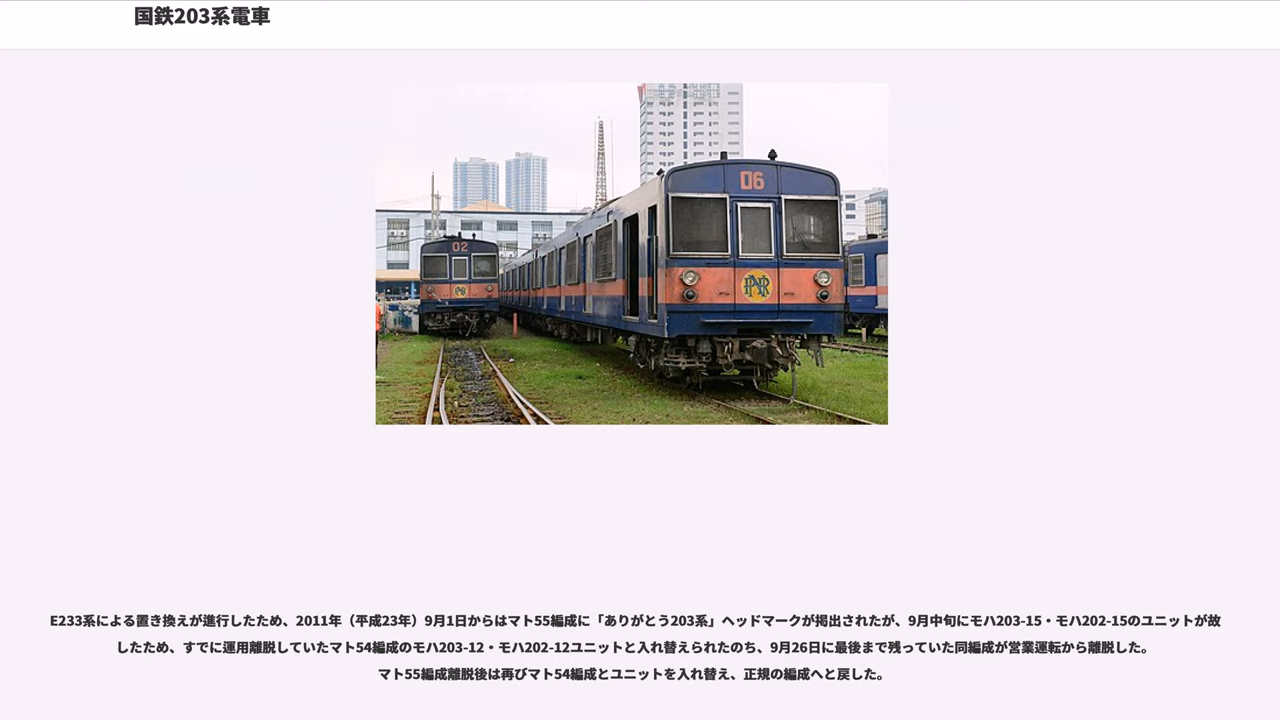 国鉄203系電車
06
02
PNR
E233系による置き換えが進行したため、2011年（平成23年）9月1日からはマト55編成に「ありがとう203系」ヘッドマークが掲出されたが、9月中旬にモハ203-15・モハ202-15のユニットが故
したため、すでに運用離脱していたマト54編成のモハ203-12・モハ202-12ユニットと入れ替えられたのち、9月26日に最後まで残っていた同編成が営業運転から離脱した。
マト55編成離脱後は再びマト54編成とユニットを入れ替え、正規の編成へと戻した。